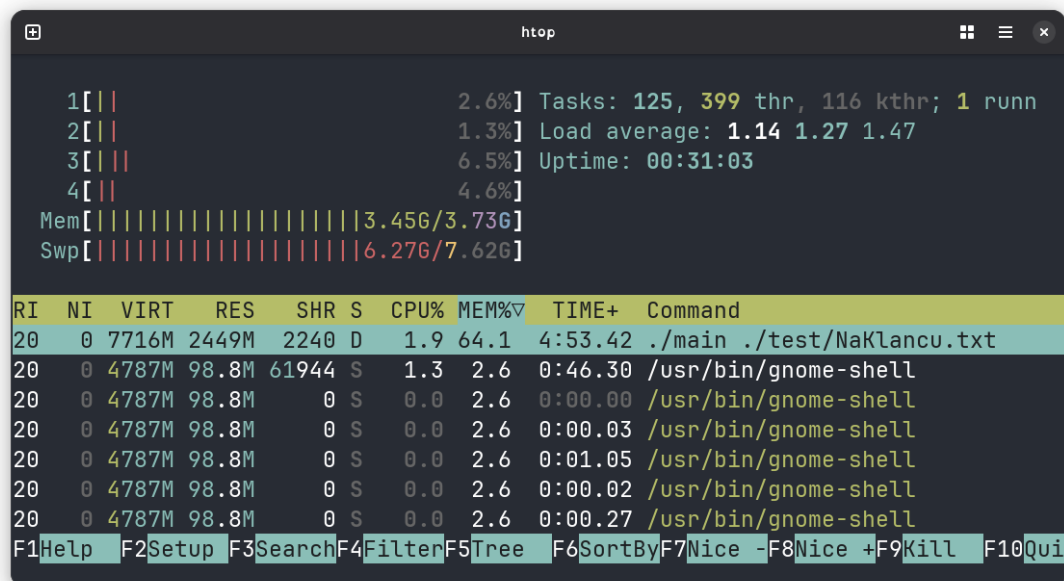 htop
1[|| 2.6%] Tasks: 125, 399 thr, 116 kthr; 1 runn
2[|| 1.3%] Load average: 1.14 1.27 1.47
3[||| 6.5%] Uptime: 00:31:03
4[|| 4.6%]
Mem[||||||||||||||||||||3.45G/3.73G]
Swp[||||||||||||||||||||6.27G/7.62G]
RI NI VIRT RES SHR S CPU% MEM%▽ TIME+ Command
20 0 7716M 2449M 2240 D 1.9 64.1 4:53.42 ./main ./test/NaKlancu.txt
20 0 4787M 98.8M 61944 S 1.3 2.6 0:46.30 /usr/bin/gnome-shell
20 0 4787M 98.8M 0 S 0.0 2.6 0:00.00 /usr/bin/gnome-shell
20 0 4787M 98.8M 0 S 0.0 2.6 0:00.03 /usr/bin/gnome-shell
20 0 4787M 98.8M 0 S 0.0 2.6 0:01.05 /usr/bin/gnome-shell
20 0 4787M 98.8M 0 S 0.0 2.6 0:00.02 /usr/bin/gnome-shell
20 0 4787M 98.8M 0 S 0.0 2.6 0:00.27 /usr/bin/gnome-shell
F1Help F2Setup F3SearchF4FilterF5Tree F6SortByF7Nice -F8Nice +F9Kill F10Qui